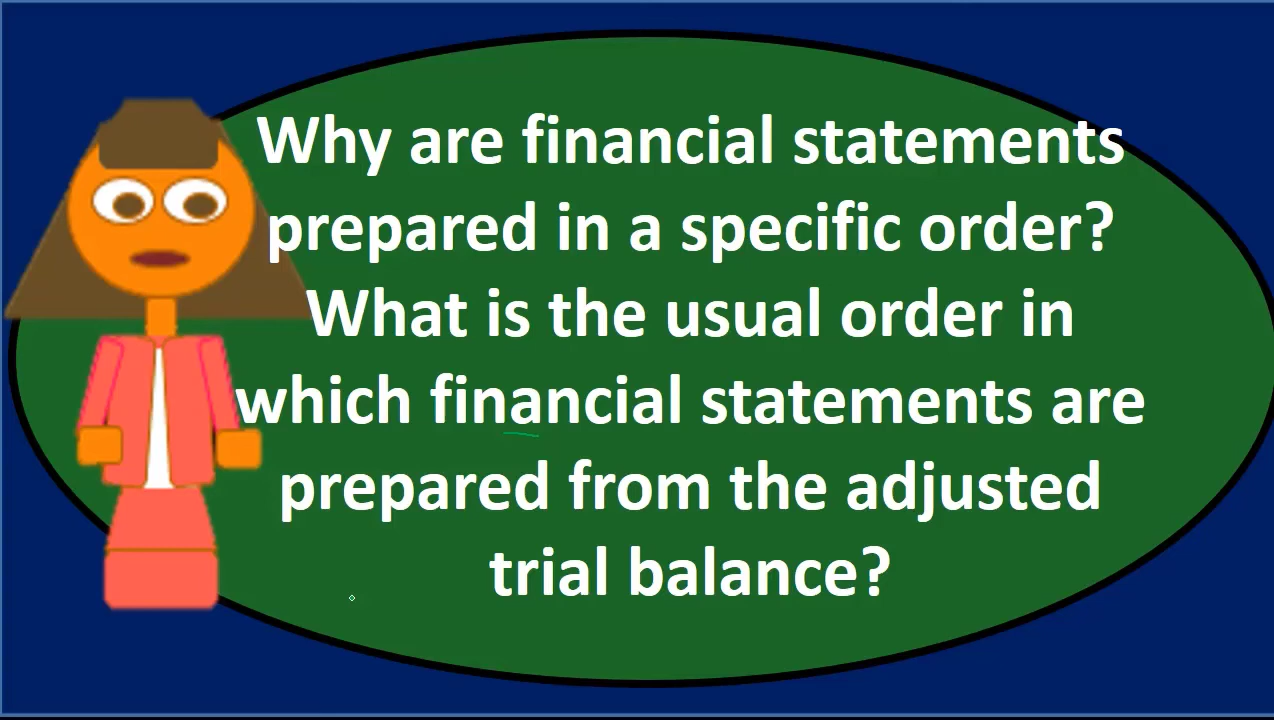 Why are financial statements
prepared in a specific order?
What is the usual order in
which financial statements are
prepared from the adjusted
trial balance?